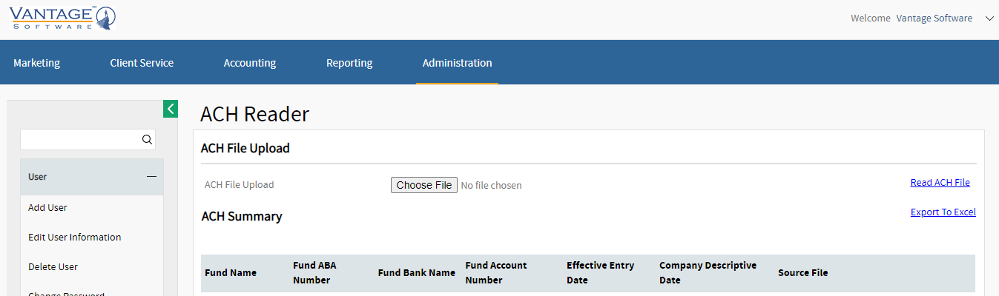 VANTAGE
SOFTWARE
Welcome Vantage Software
Marketing Client Service Accounting Reporting Administration
ACH Reader
ACH File Upload
User
ACH File Upload Choose File No file chosen Read ACH File
Add User
ACH Summary Export To Excel
Edit User Information
Delete User
Fund Name Fund ABA Number Fund Bank Name Fund Account Number Effective Entry Date Company Descriptive Date Source File
Change Password